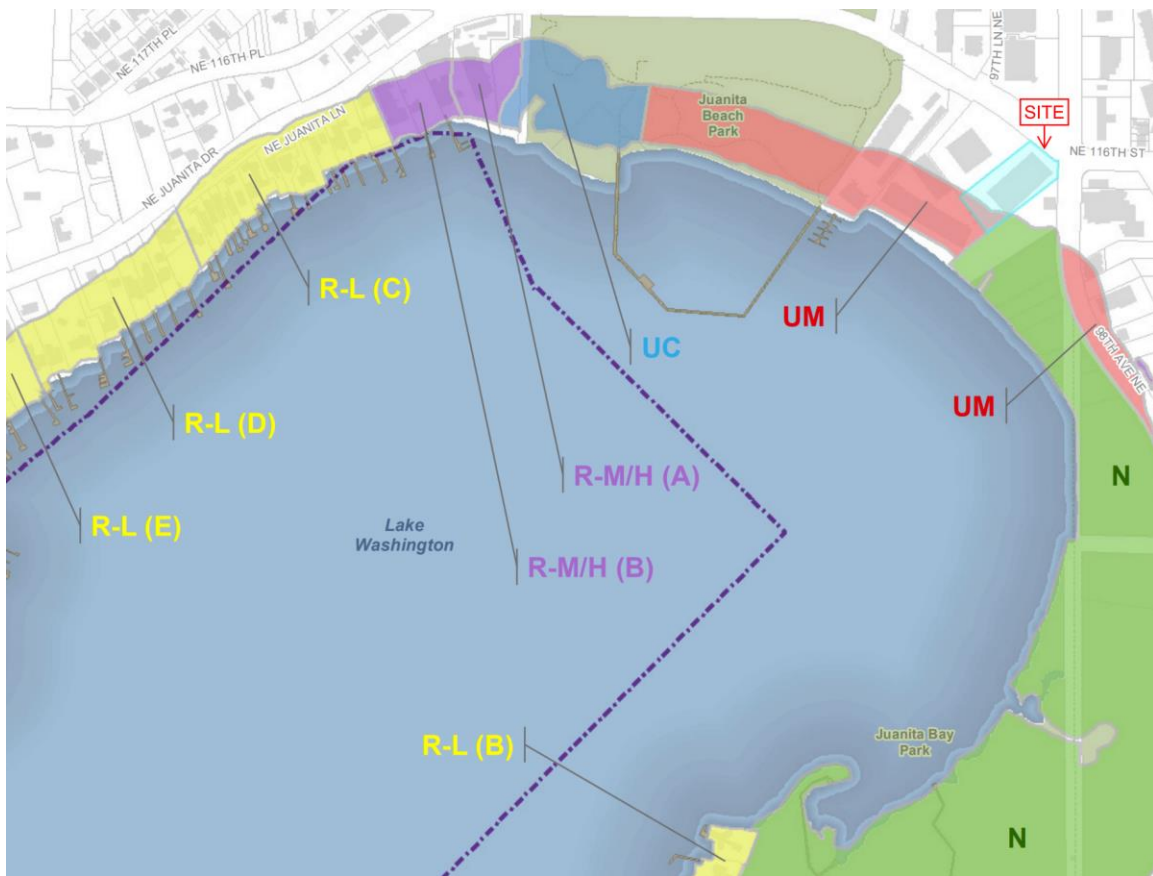 NE 117TH PL
NE 116TH PL
97TH LN NE
Juanita
Beach
Park
SITE
NE JUANITA LN
NE JUANITA DR
NE 116TH ST
R-L (C)
UM
UC
98TH AVE NE
R-L (D)
UM
R-M/H (A)
N
R-L (E)
Lake
Washington
R-M/H (B)
R-L (B)
Juanita Bay
Park
N